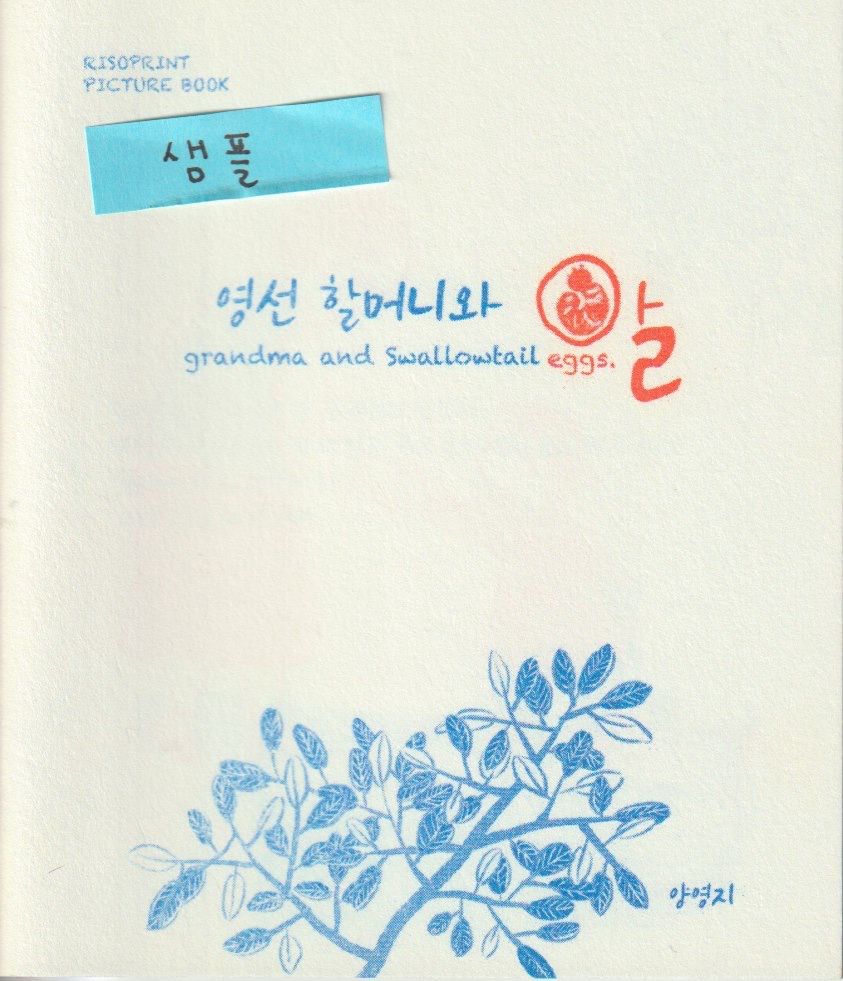 RISOPRINT
PICTURE BOOK
샘플
영선 할머니와 알
grandma and Swallowtail eggs.
양영지